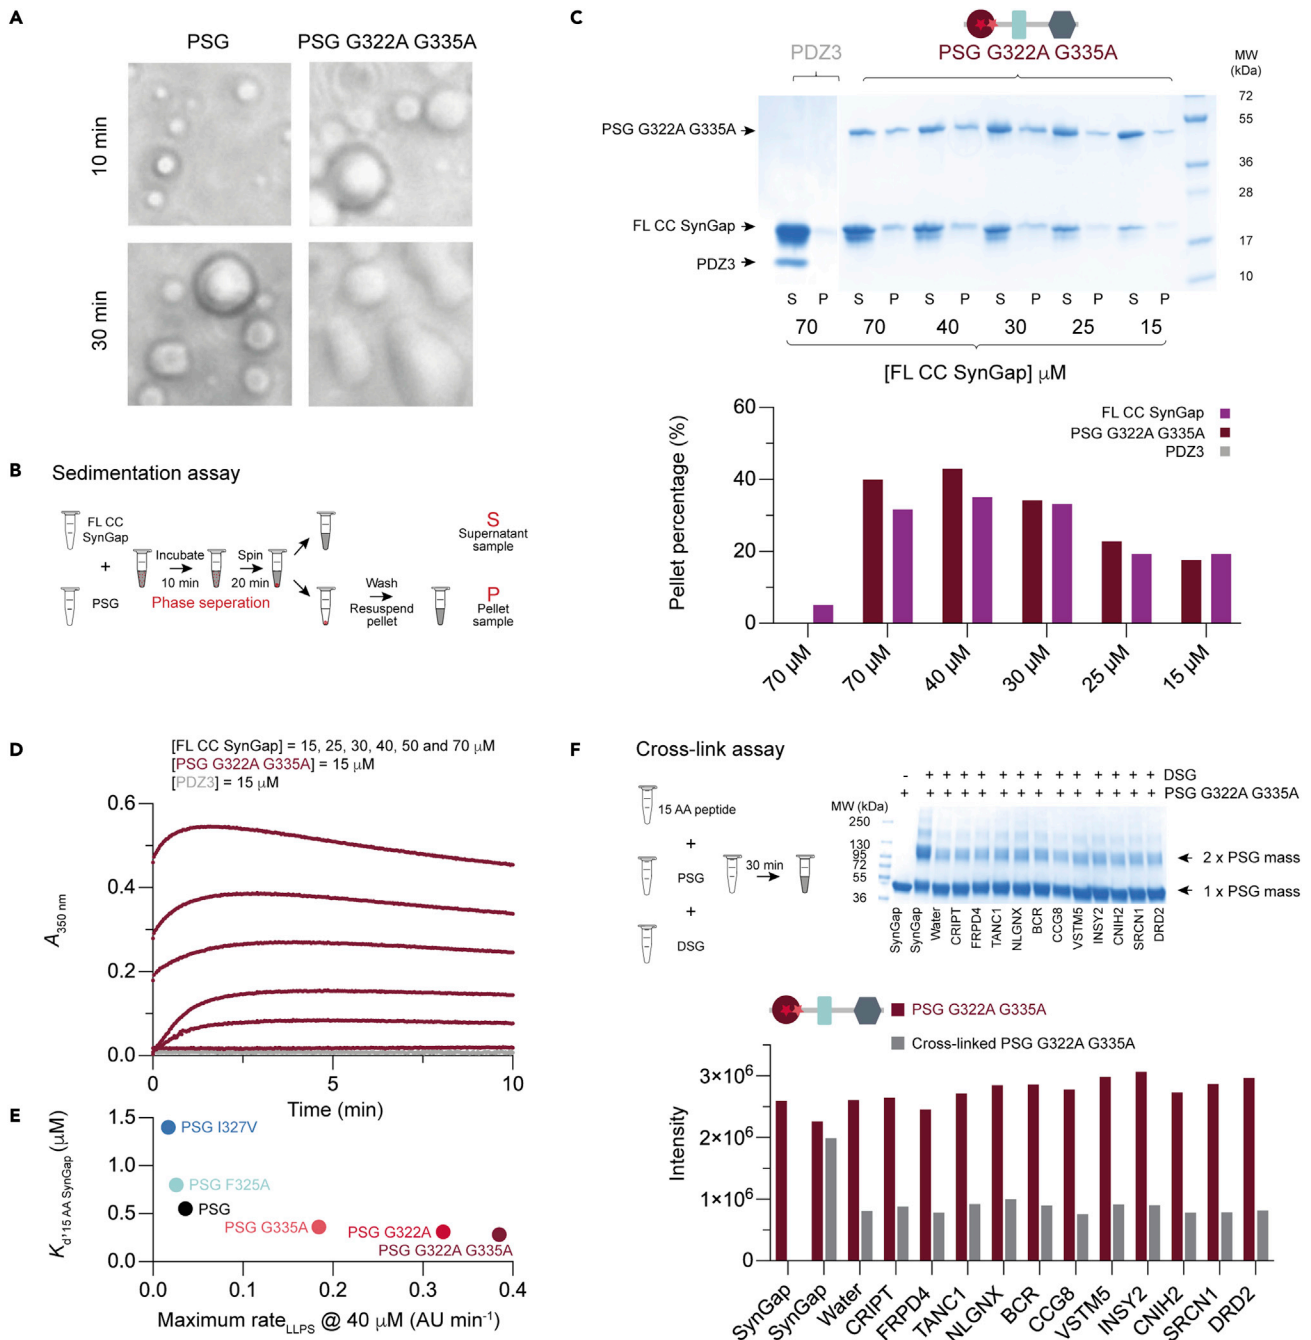 A
PSG
PSG G322A G335A
10 min
30 min
B
Sedimentation assay
FL CC
SynGap
+
PSG
Incubate
10 min
Spin
20 min
Phase seperation
Wash
Resuspend
pellet
S
Supernatant
sample
P
Pellet
sample
C
PDZ3
PSG G322A G335A
MW
(kDa)
PSG G322A G335A
FL CC SynGap
PDZ3
72
55
36
28
17
10
S P S P S P S P S P S P
70 70 40 30 25 15
[FL CC SynGap] μM
Pellet percentage (%)
60
40
20
0
FL CC SynGap
PSG G322A G335A
PDZ3
70 μM 70 μM 40 μM 30 μM 25 μM 15 μM
D
[FL CC SynGap] = 15, 25, 30, 40, 50 and 70 μM
[PSG G322A G335A] = 15 μM
[PDZ3] = 15 μM
A350 nm
0.6
0.4
0.2
0.0
0 5 10
Time (min)
E
Kd'15 AA SynGap (μM)
1.5
1.0
0.5
0.0
PSG I327V
PSG F325A
PSG
PSG G335A
PSG G322A
PSG G322A G335A
0.0 0.1 0.2 0.3 0.4
Maximum rateLLPS @ 40 μM (AU min-1)
F
Cross-link assay
15 AA peptide
+
PSG
+
DSG
30 min
- + + + + + + + + + + + + + DSG
+ + + + + + + + + + + + + + PSG G322A G335A
MW (kDa)
250
130
95
72
55
36
2 x PSG mass
1 x PSG mass
SynGap SynGap Water CRIPT FRPD4 TANC1 NLGNX BCR CCG8 VSTM5 INSY2 CNIH2 SRCN1 DRD2
PSG G322A G335A
Cross-linked PSG G322A G335A
Intensity
3×10⁶
2×10⁶
1×10⁶
0
SynGap SynGap Water CRIPT FRPD4 TANC1 NLGNX BCR CCG8 VSTM5 INSY2 CNIH2 SRCN1 DRD2